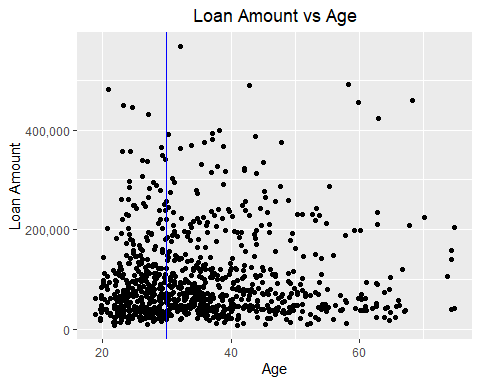 Loan Amount vs Age
Loan Amount
400,000
200,000
0
20 40 60
Age